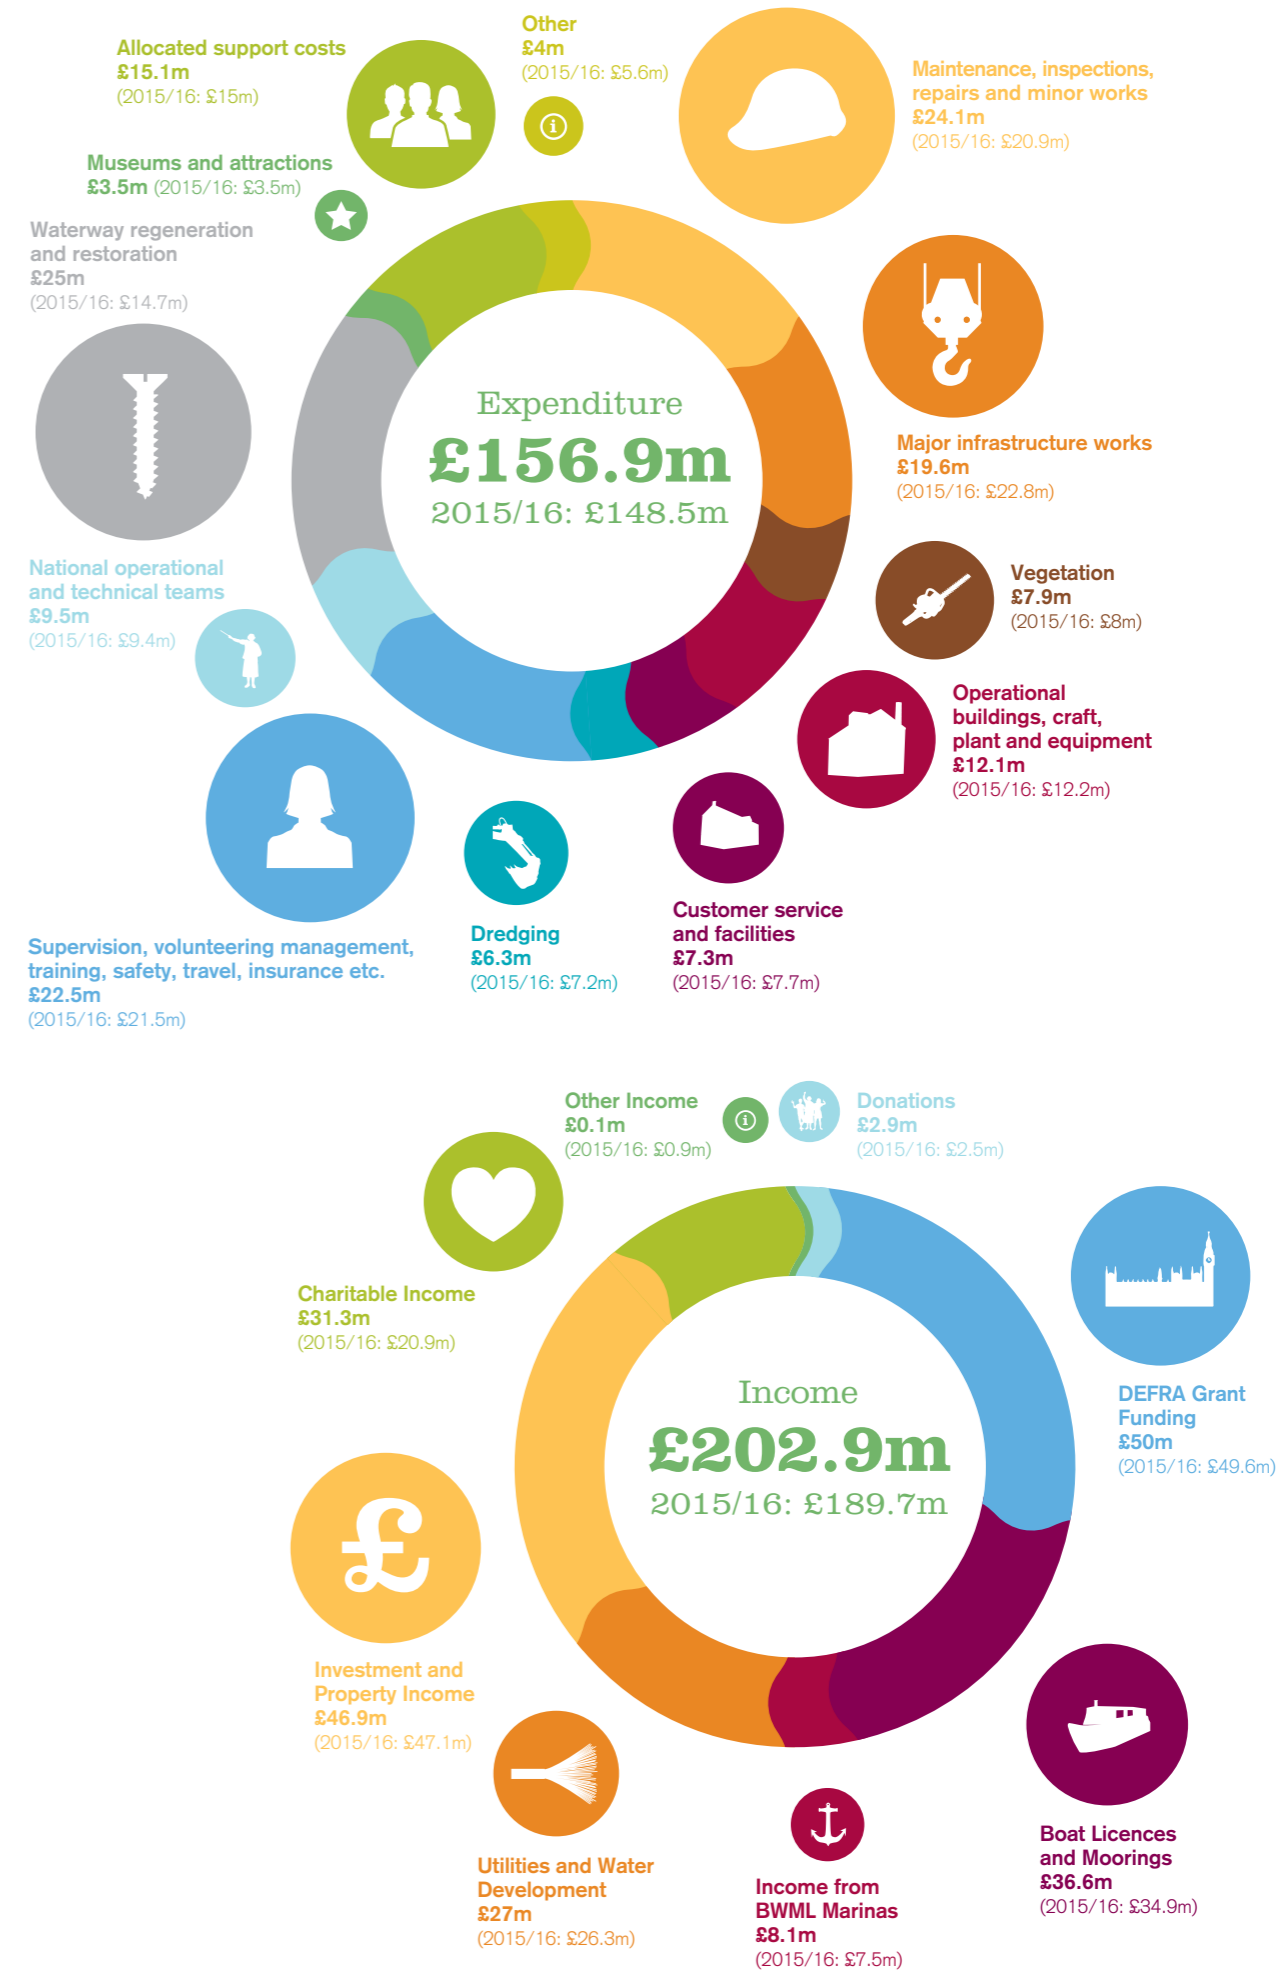 Other
£4m
(2015/16: £5.6m)
Allocated support costs
£15.1m
(2015/16: £15m)
Maintenance, inspections,
repairs and minor works
£24.1m
(2015/16: £20.9m)
Museums and attractions
£3.5m (2015/16: £3.5m)
Waterway regeneration
and restoration
£25m
(2015/16: £14.7m)
Expenditure
£156.9m
2015/16: £148.5m
Major infrastructure works
£19.6m
(2015/16: £22.8m)
National operational
and technical teams
£9.5m
(2015/16: £9.4m)
Vegetation
£7.9m
(2015/16: £8m)
Operational
buildings, craft,
plant and equipment
£12.1m
(2015/16: £12.2m)
Supervision, volunteering management,
training, safety, travel, insurance etc.
£22.5m
(2015/16: £21.5m)
Dredging
£6.3m
(2015/16: £7.2m)
Customer service
and facilities
£7.3m
(2015/16: £7.7m)
Other Income
£0.1m
(2015/16: £0.9m)
Donations
£2.9m
(2015/16: £2.5m)
Charitable Income
£31.3m
(2015/16: £20.9m)
Income
£202.9m
2015/16: £189.7m
DEFRA Grant
Funding
£50m
(2015/16: £49.6m)
£
Investment and
Property Income
£46.9m
(2015/16: £47.1m)
Utilities and Water
Development
£27m
(2015/16: £26.3m)
Income from
BWML Marinas
£8.1m
(2015/16: £7.5m)
Boat Licences
and Moorings
£36.6m
(2015/16: £34.9m)